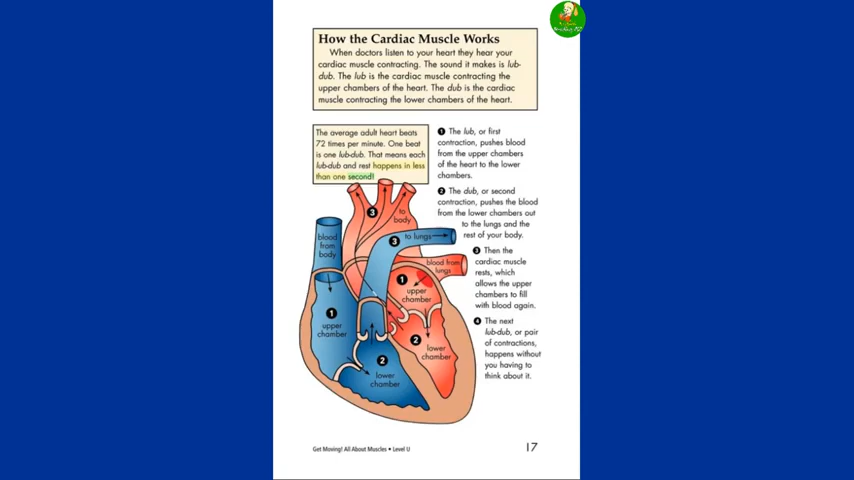 How the Cardiac Muscle Works
When doctors listen to your heart they hear your
cardiac muscle contracting. The sound it makes is lub-
dub. The lub is the cardiac muscle contracting the
upper chambers of the heart. The dub is the cardiac
muscle contracting the lower chambers of the heart.
The average adult heart beats
72 times per minute. One beat
is one lub-dub. That means each
lub-dub and rest happens in less
than one second!
1 The lub, or first
contraction, pushes blood
from the upper chambers
of the heart to the lower
chambers.
2 The dub, or second
contraction, pushes the blood
from the lower chambers out
to the lungs and the
rest of your body.
3 Then the
cardiac muscle
rests, which
allows the upper
chambers to fill
with blood again.
4 The next
lub-dub, or pair
of contractions,
happens without
you having to
think about it.
3
to
body
blood
from
body
3
to lungs
blood from
lungs
1
upper
chamber
1
upper
chamber
2
lower
chamber
2
lower
chamber
Get Moving! All About Muscles • Level U
17